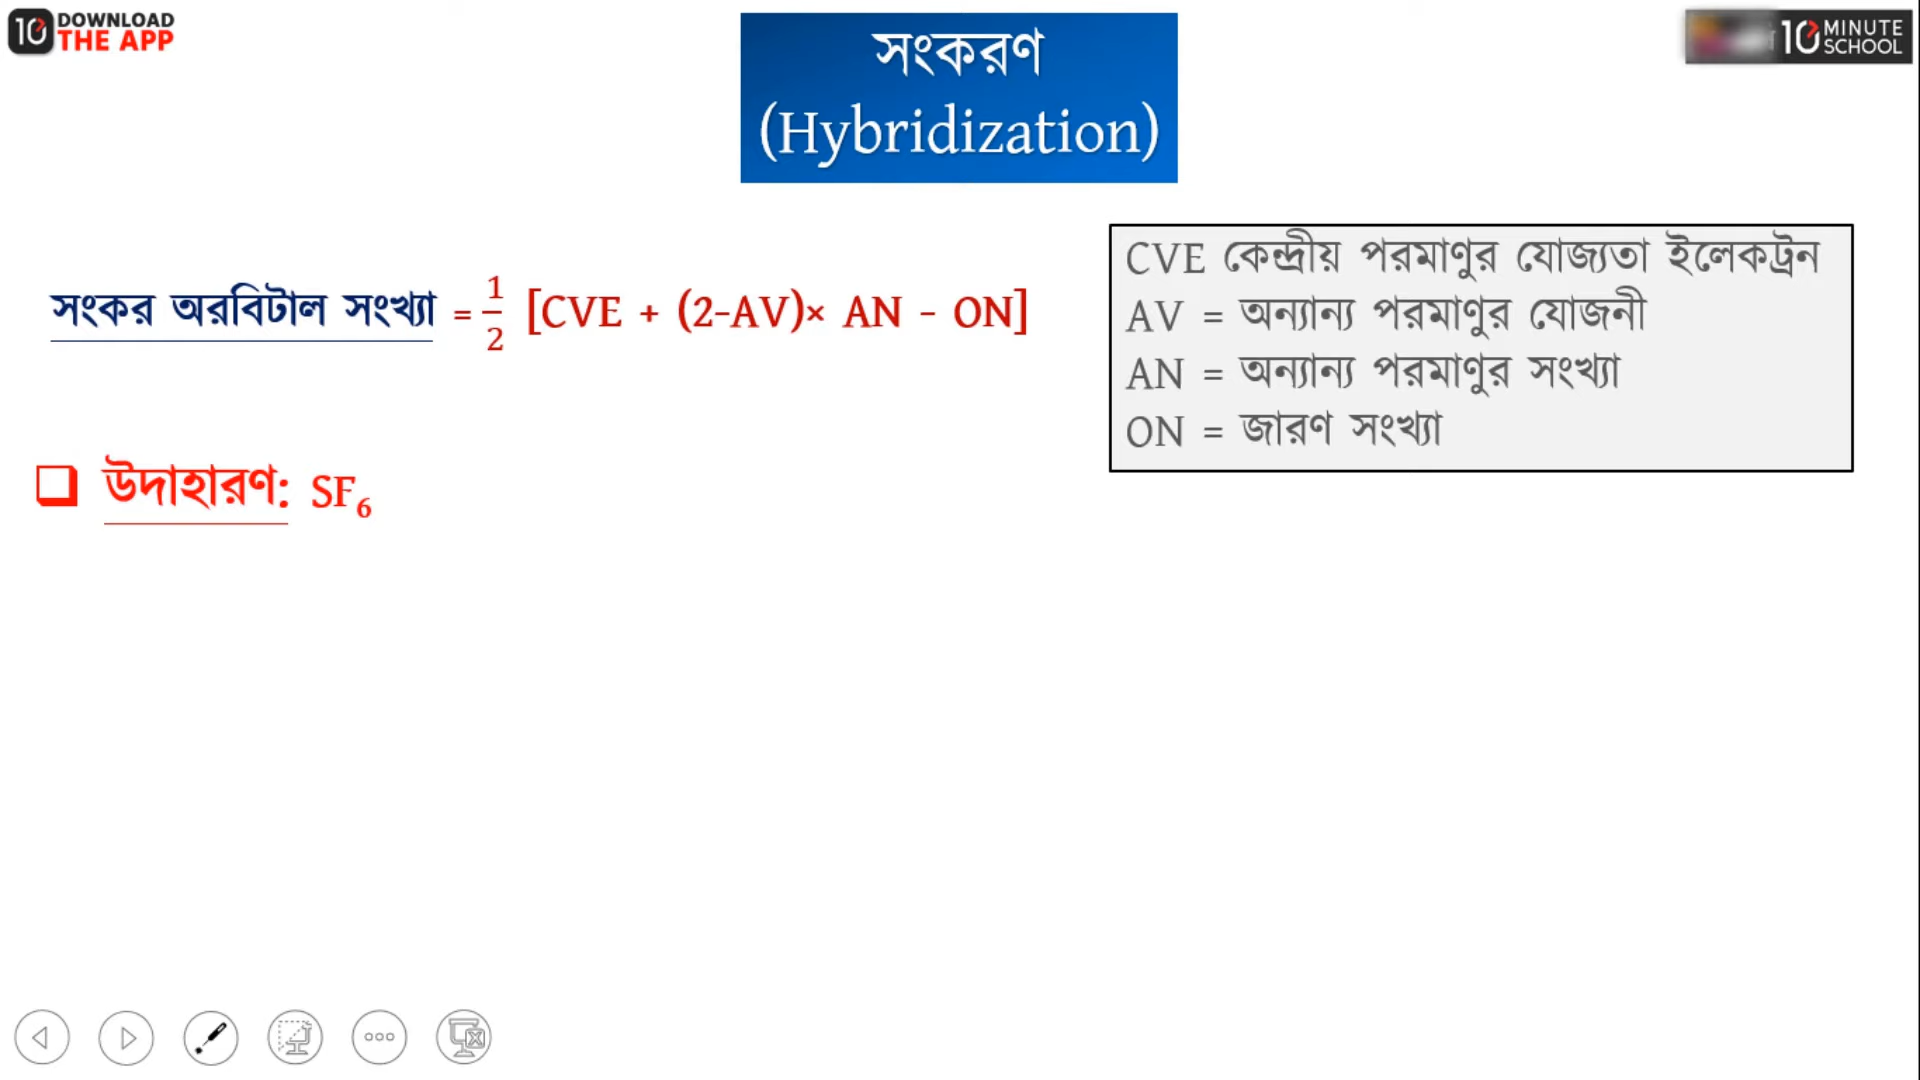 DOWNLOAD
THE APP
10 MINUTE
SCHOOL
সংকরণ
(Hybridization)
সংকর অরবিটাল সংখ্যা = 1/2 [CVE + (2-AV)× AN - ON]
CVE কেন্দ্রীয় পরমাণুর যোজ্যতা ইলেকট্রন
AV = অন্যান্য পরমাণুর যোজনী
AN = অন্যান্য পরমাণুর সংখ্যা
ON = জারণ সংখ্যা
উদাহারণ: SF₆